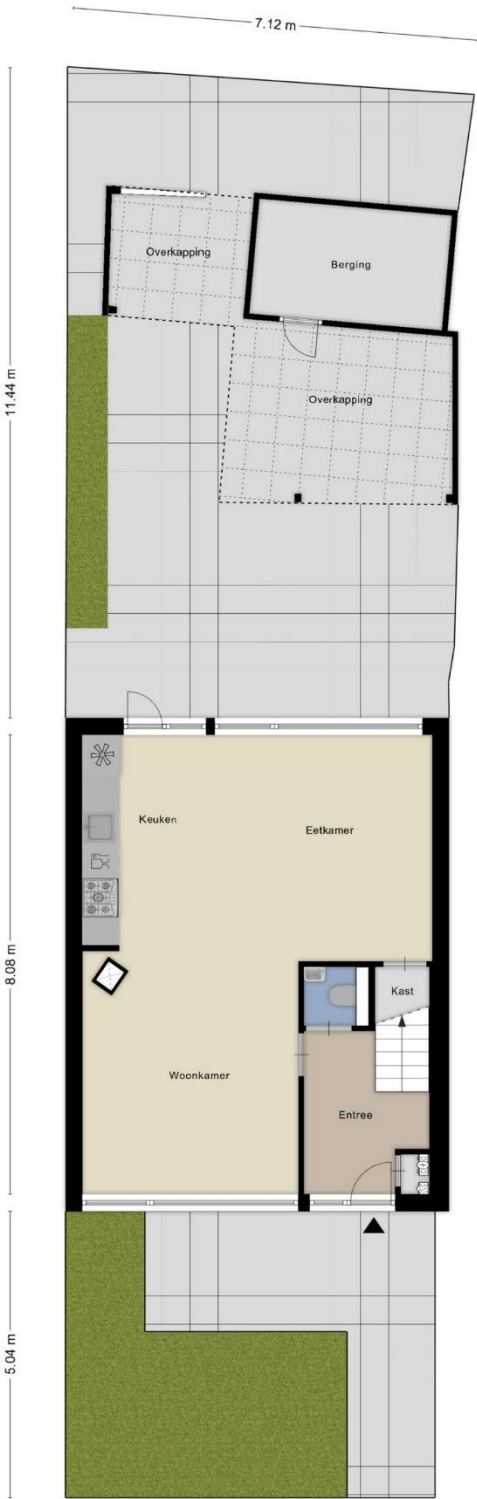 7.12 m
11.44 m
Overkapping
Berging
Overkapping
8.08 m
Keuken
Eetkamer
Kast
Woonkamer
Entree
5.04 m